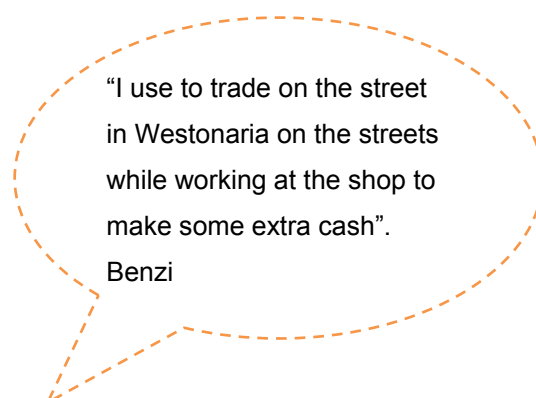 “I use to trade on the street
in Westonaria on the streets
while working at the shop to
make some extra cash”.
Benzi